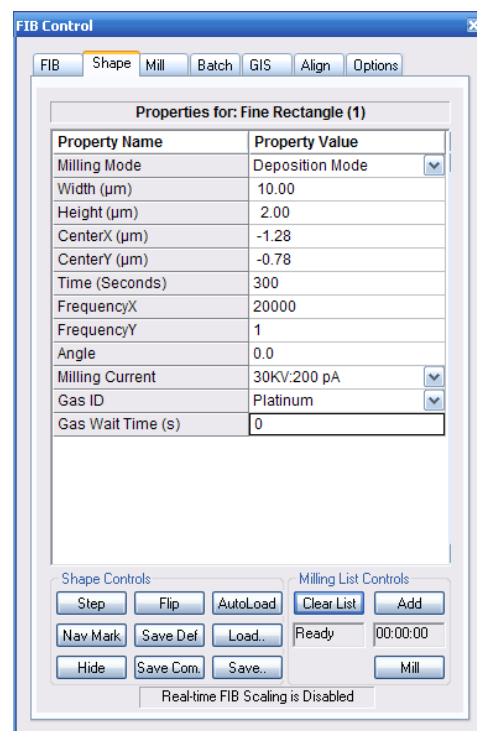 FIB Control
FIB Shape Mill Batch GIS Align Options
Properties for: Fine Rectangle (1)
Property Name Property Value
Milling Mode Deposition Mode
Width (µm) 10.00
Height (µm) 2.00
CenterX (µm) -1.28
CenterY (µm) -0.78
Time (Seconds) 300
FrequencyX 20000
FrequencyY 1
Angle 0.0
Milling Current 30KV:200 pA
Gas ID Platinum
Gas Wait Time (s) 0
Shape Controls Milling List Controls
Step Flip AutoLoad Clear List Add
Nav Mark Save Def Load.. Ready 00:00:00
Hide Save Com. Save.. Mill
Real-time FIB Scaling is Disabled